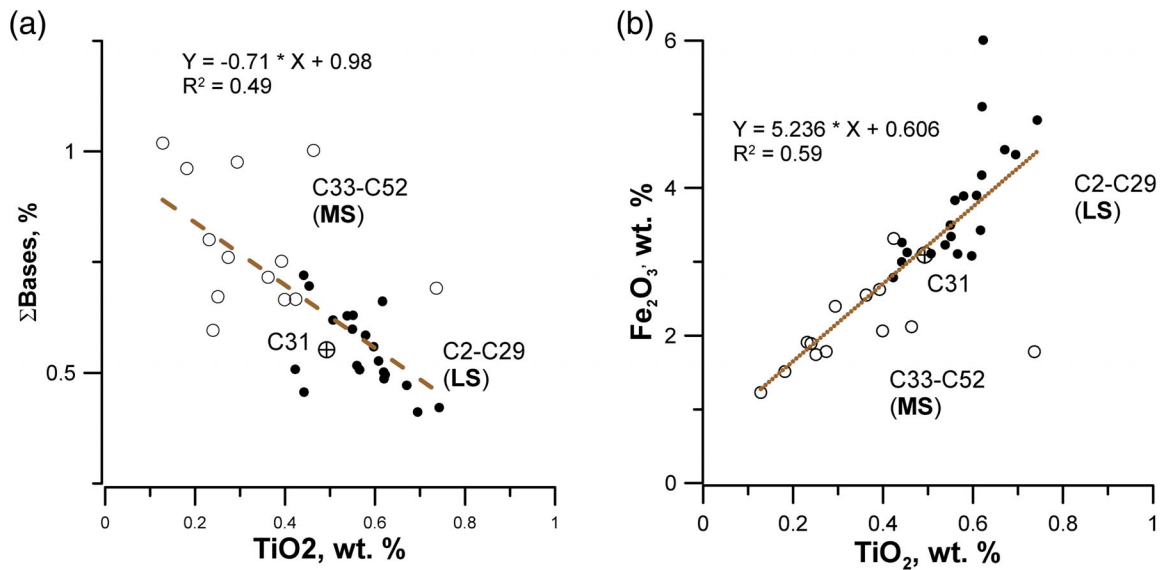 (a)
Y = -0.71 * X + 0.98
R² = 0.49
1
0.5
ΣBases, %
C33-C52
(MS)
C31
C2-C29
(LS)
0
0.2
0.4
0.6
0.8
1
TiO2, wt. %
(b)
6
4
2
0
Fe₂O₃, wt. %
Y = 5.236 * X + 0.606
R² = 0.59
C2-C29
(LS)
C31
C33-C52
(MS)
0
0.2
0.4
0.6
0.8
1
TiO₂, wt. %